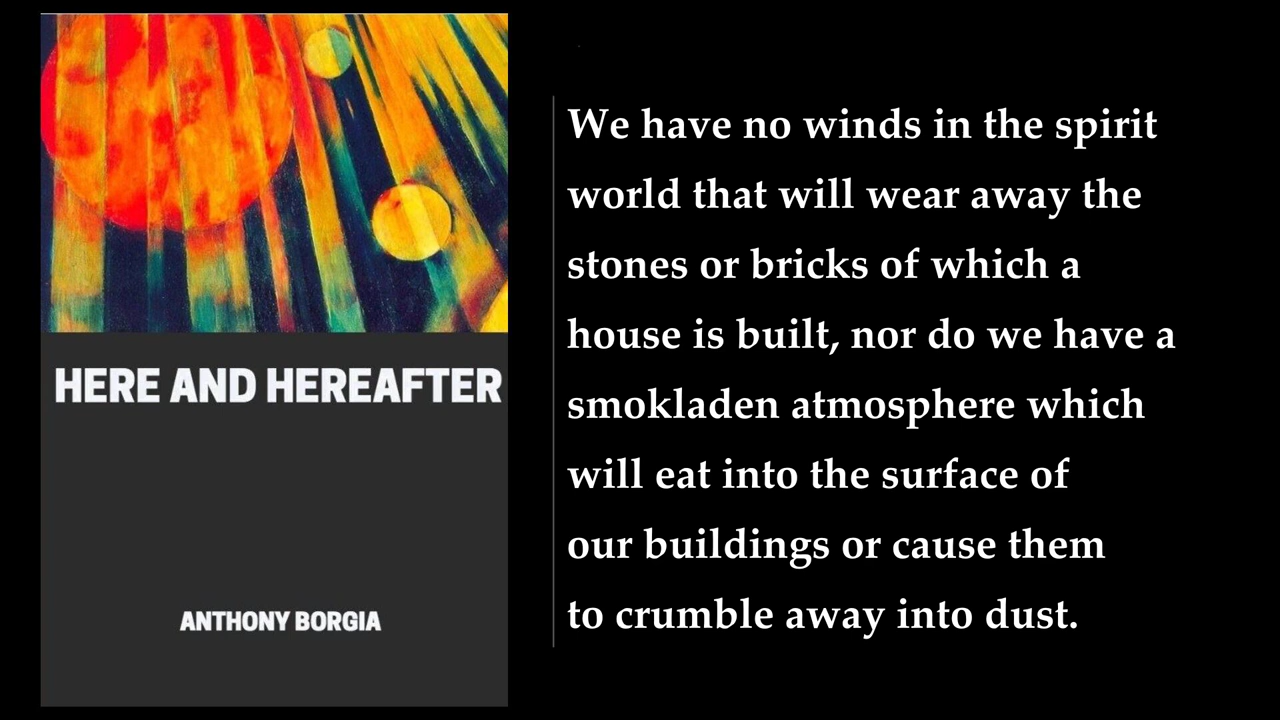 HERE AND HEREAFTER
ANTHONY BORGIA
We have no winds in the spirit
world that will wear away the
stones or bricks of which a
house is built, nor do we have a
smokladen atmosphere which
will eat into the surface of
our buildings or cause them
to crumble away into dust.